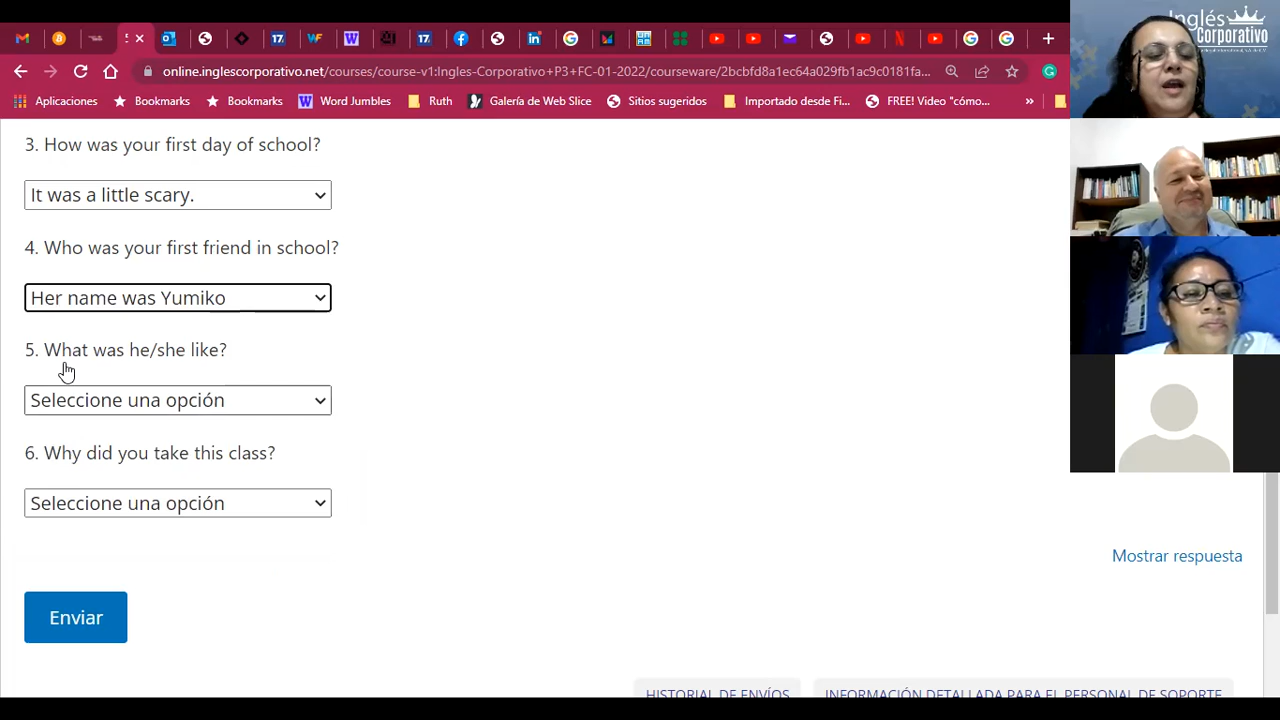 17
WF
W
17
online.inglescorporativo.net/courses/course-v1:Ingles-Corporativo+P3+FC-01-2022/courseware/2bcbfd8a1ec64a029fb1ac9c0181fa...
Aplicaciones
Bookmarks
Bookmarks
W Word Jumbles
Ruth
Galería de Web Slice
Sitios sugeridos
Importado desde Fi...
FREE! Video "cómo...
»
Inglés
Corporativo
3. How was your first day of school?
It was a little scary.
4. Who was your first friend in school?
Her name was Yumiko
5. What was he/she like?
Seleccione una opción
6. Why did you take this class?
Seleccione una opción
Mostrar respuesta
Enviar
HISTORIAL DE ENVÍOS
INFORMACIÓN DETALLADA PARA EL PERSONAL DE SOPORTE